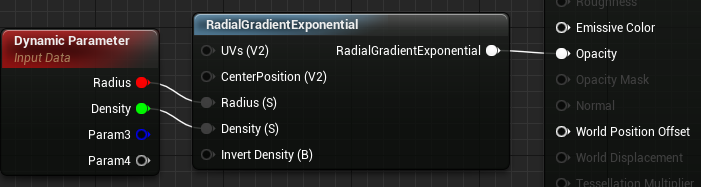 Dynamic Parameter
Input Data
Radius
Density
Param3
Param4
RadialGradientExponential
UVs (V2)
RadialGradientExponential
CenterPosition (V2)
Radius (S)
Density (S)
Invert Density (B)
Roughness
Emissive Color
Opacity
Opacity Mask
Normal
World Position Offset
World Displacement
Tessellation Multiplier